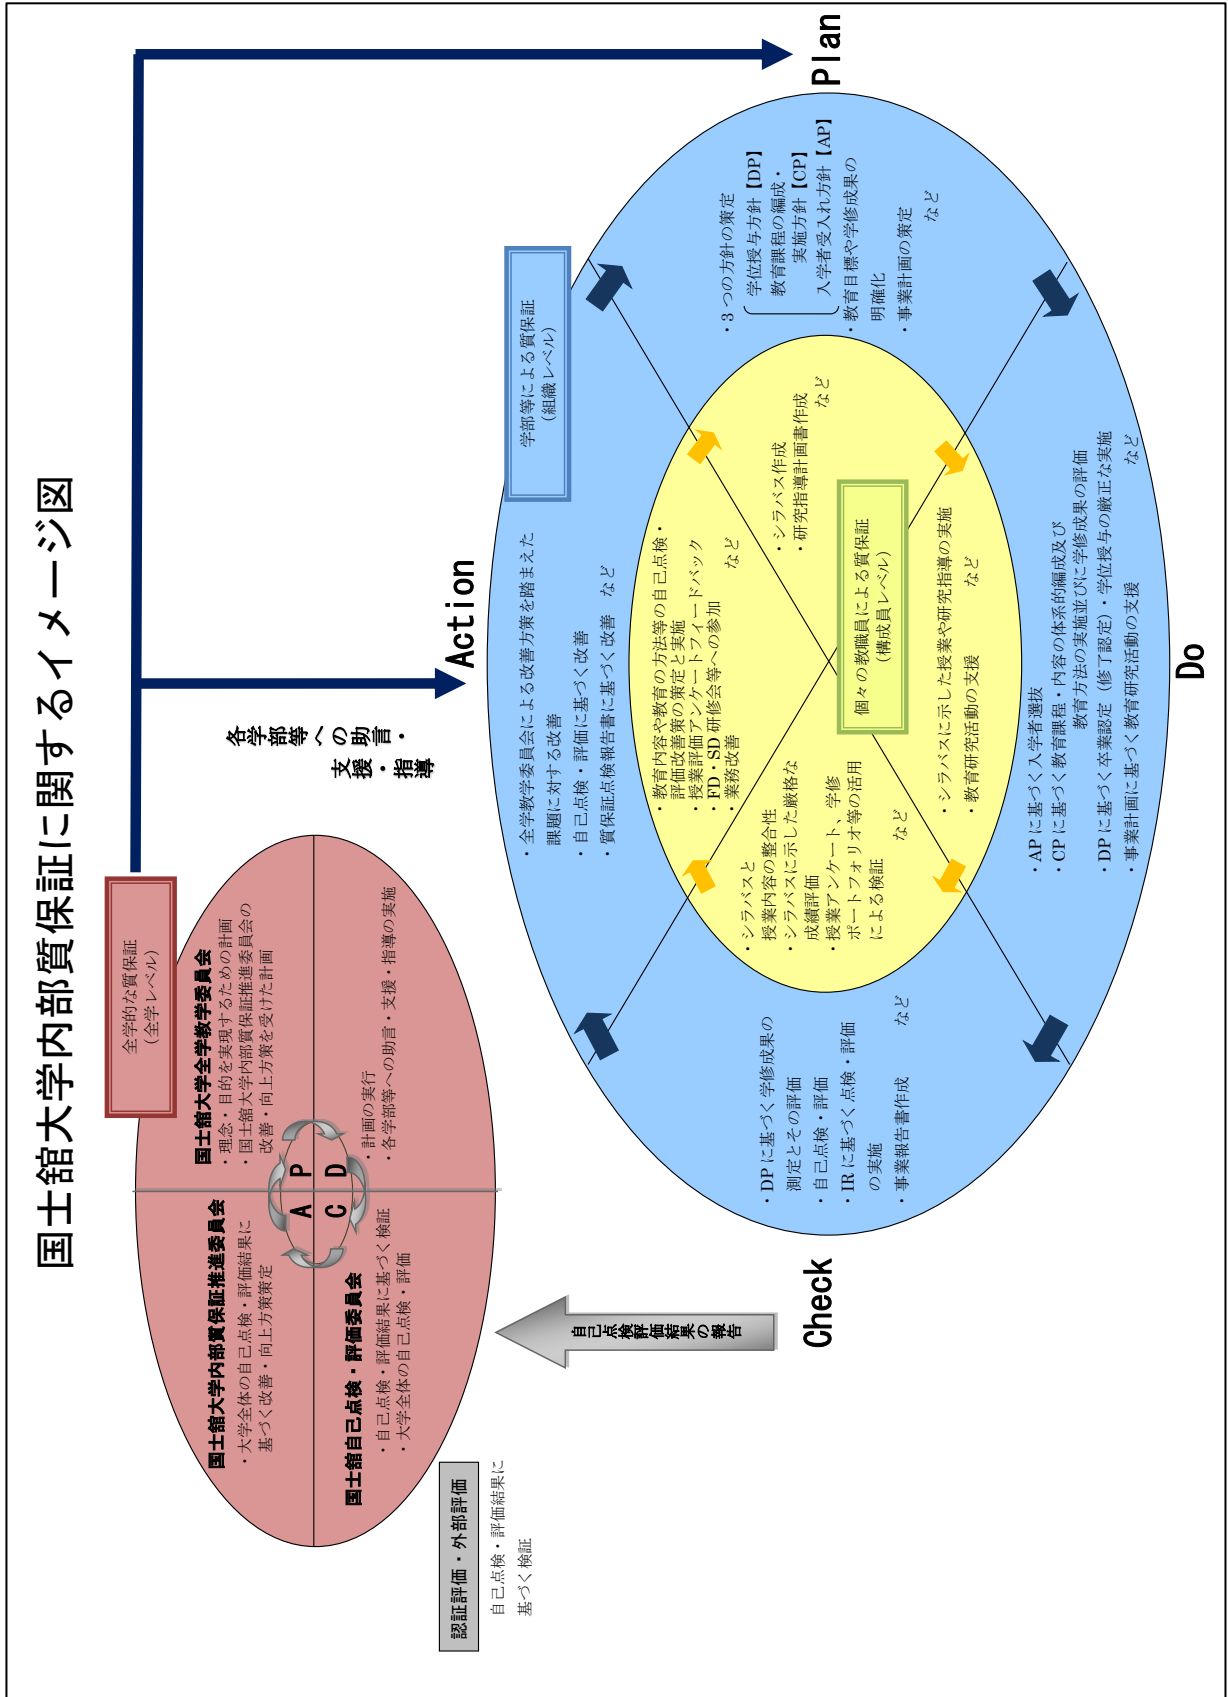 国士舘大学内部質保証に関するイメージ図
全学的な質保証
（全学レベル）
国士舘大学内部質保証推進委員会
・大学全体の自己点検・評価結果に
基づく改善・向上方策策定
国士舘大学全学教学委員会
・理念・目的を実現するための計画
・国士舘大学内部質保証推進委員会の
改善・向上方策を受けた計画
A
P
C
D
国士舘自己点検・評価委員会
・自己点検・評価結果に基づく検証
・大学全体の自己点検・評価
・計画の実行
・各学部等への助言・支援・指導の実施
各学部等への助言・
支援・指導
認証評価・外部評価
自己点検・評価結果に
基づく検証
自己点検評価結果の報告
Action
学部等による質保証
（組織レベル）
・全学教学委員会による改善方策を踏まえた
課題に対する改善
・自己点検・評価に基づく改善
・質保証点検報告書に基づく改善　など
・教育内容や教育の方法等の自己点検・
評価改善策の策定と実施
・授業評価アンケートフィードバック
・FD・SD 研修会等への参加
・業務改善
など
Check
・DP に基づく学修成果の
測定とその評価
・自己点検・評価
・IR に基づく点検・評価
の実施
・事業報告書作成
など
・シラバスと
授業内容の整合性
・シラバスに示した厳格な
成績評価
・授業アンケート、学修
ポートフォリオ等の活用
による検証
など
・シラバス作成
・研究指導計画書作成
など
Plan
・3 つの方針の策定
学位授与方針【DP】
教育課程の編成・
実施方針【CP】
入学者受入れ方針【AP】
・教育目標や学修成果の
明確化
・事業計画の策定
など
個々の教職員による質保証
（構成員レベル）
・シラバスに示した授業や研究指導の実施
・教育研究活動の支援
など
・AP に基づく入学者選抜
・CP に基づく教育課程・内容の体系的編成及び
教育方法の実施並びに学修成果の評価
・DP に基づく卒業認定（修了認定）・学位授与の厳正な実施
・事業計画に基づく教育研究活動の支援
など
Do